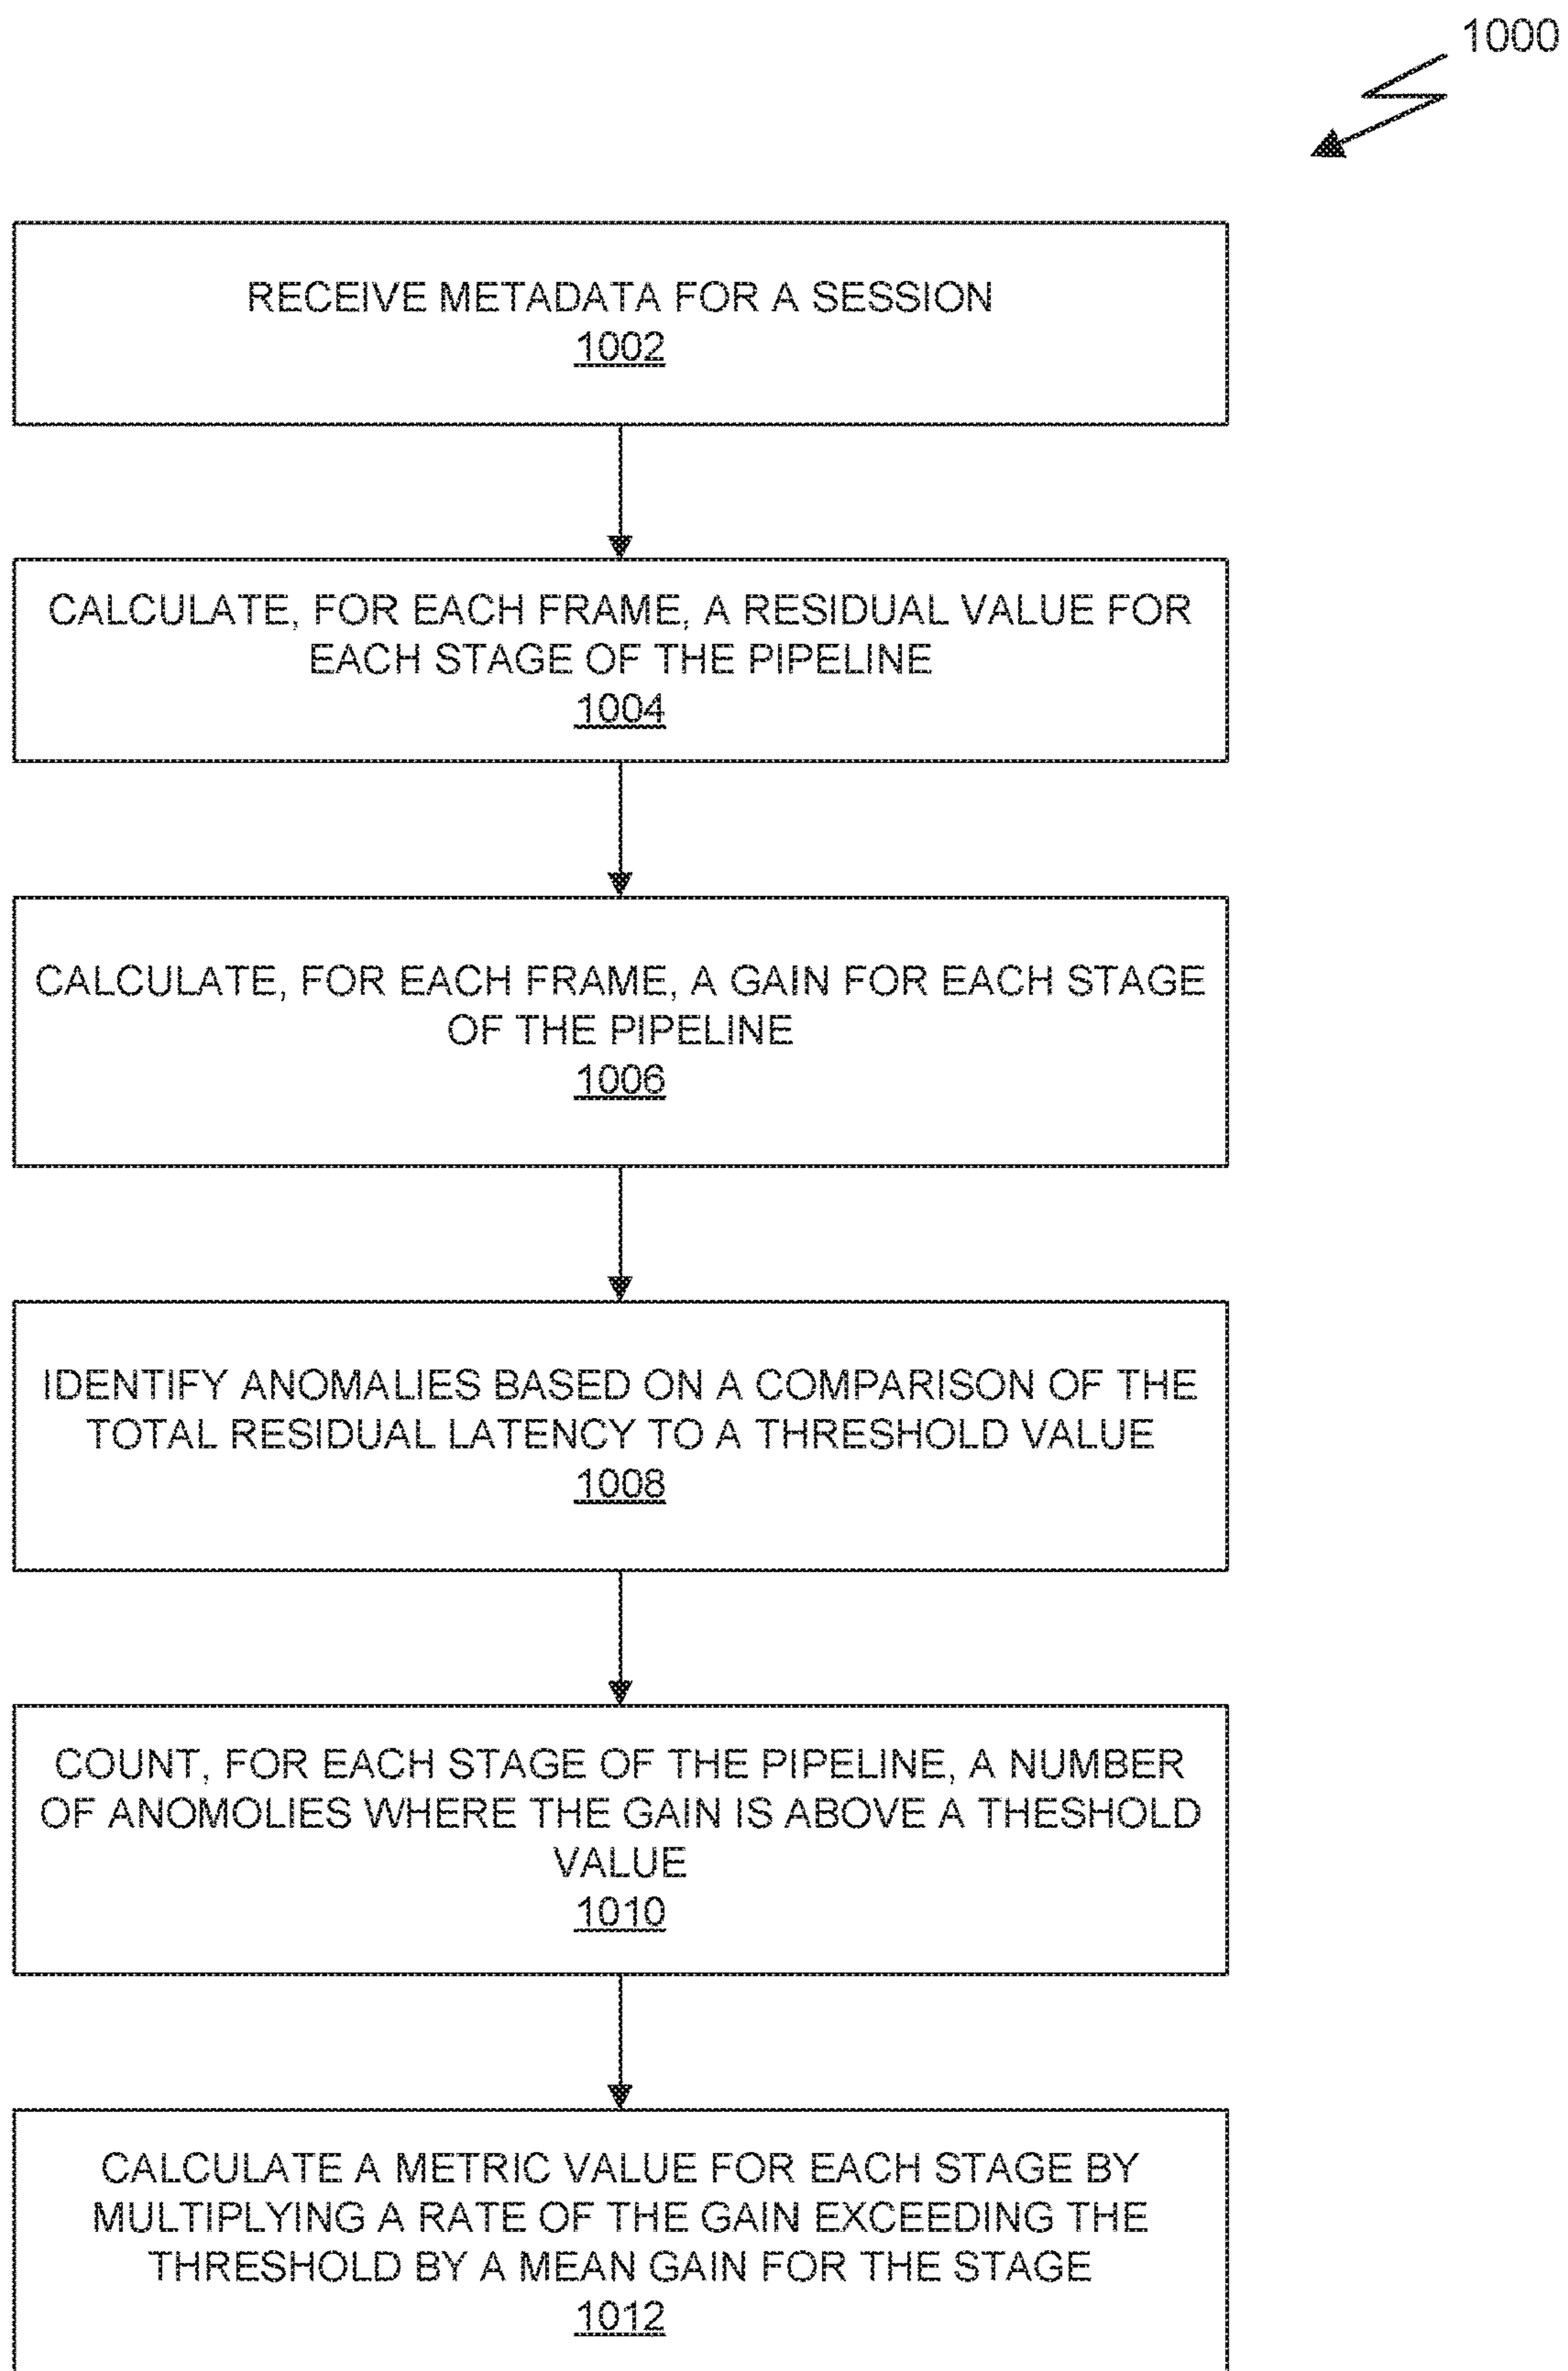 1000
RECEIVE METADATA FOR A SESSION
1002
CALCULATE, FOR EACH FRAME, A RESIDUAL VALUE FOR
EACH STAGE OF THE PIPELINE
1004
CALCULATE, FOR EACH FRAME, A GAIN FOR EACH STAGE
OF THE PIPELINE
1006
IDENTIFY ANOMALIES BASED ON A COMPARISON OF THE
TOTAL RESIDUAL LATENCY TO A THRESHOLD VALUE
1008
COUNT, FOR EACH STAGE OF THE PIPELINE, A NUMBER
OF ANOMOLIES WHERE THE GAIN IS ABOVE A THESHOLD
VALUE
1010
CALCULATE A METRIC VALUE FOR EACH STAGE BY
MULTIPLYING A RATE OF THE GAIN EXCEEDING THE
THRESHOLD BY A MEAN GAIN FOR THE STAGE
1012